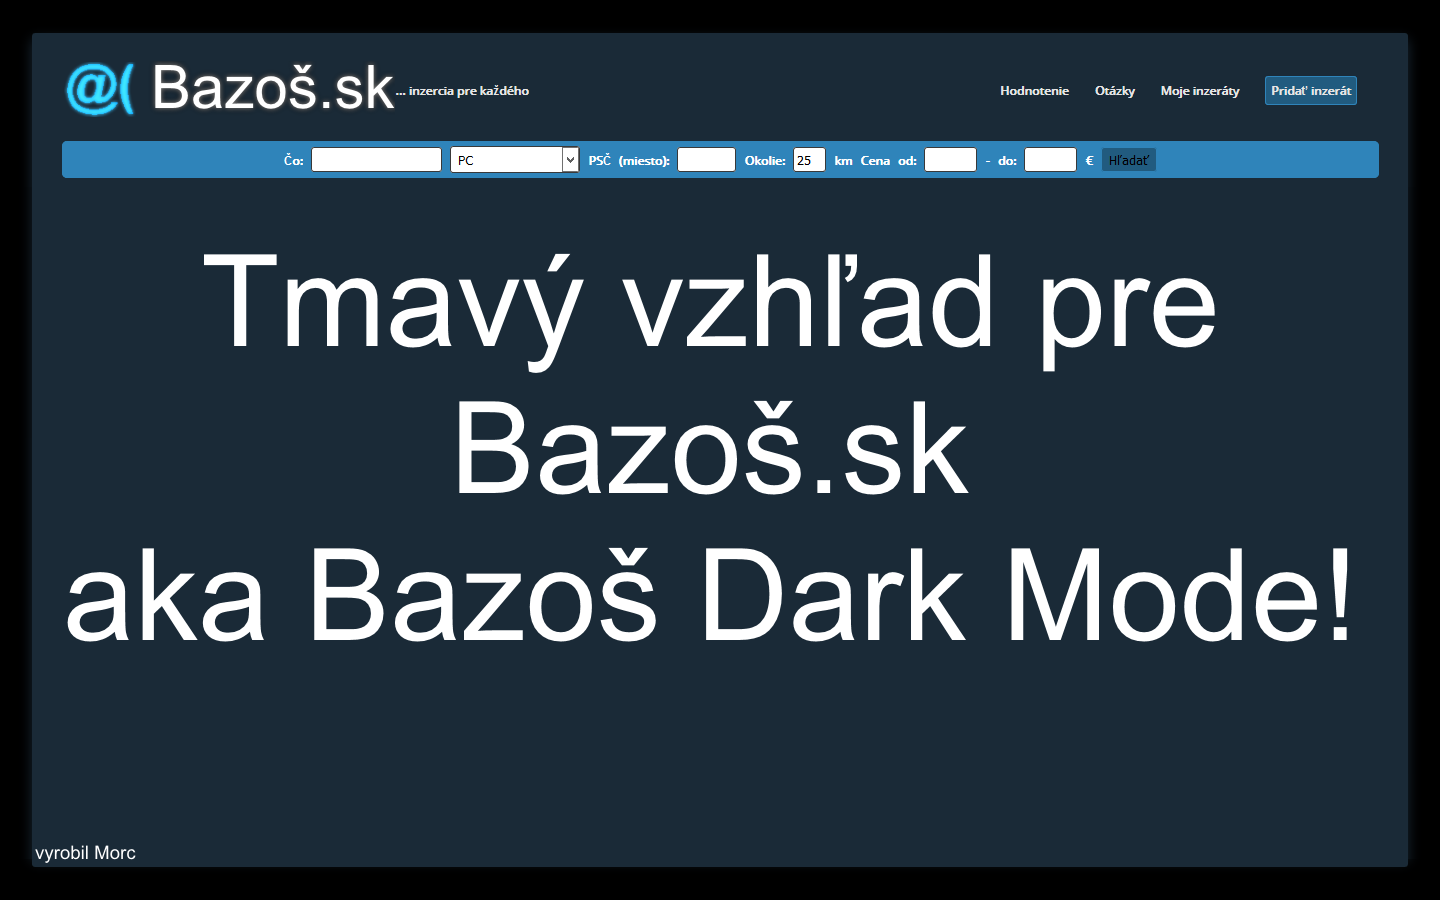 @( Bazoš.sk ... inzercia pre každého Hodnotenie Otázky Moje inzeráty Pridať inzerát
Čo: PC PSČ (miesto): Okolie: 25 km Cena od: - do: € Hľadať
Tmavý vzhľad pre
Bazoš.sk
aka Bazoš Dark Mode!
vyrobil Morc